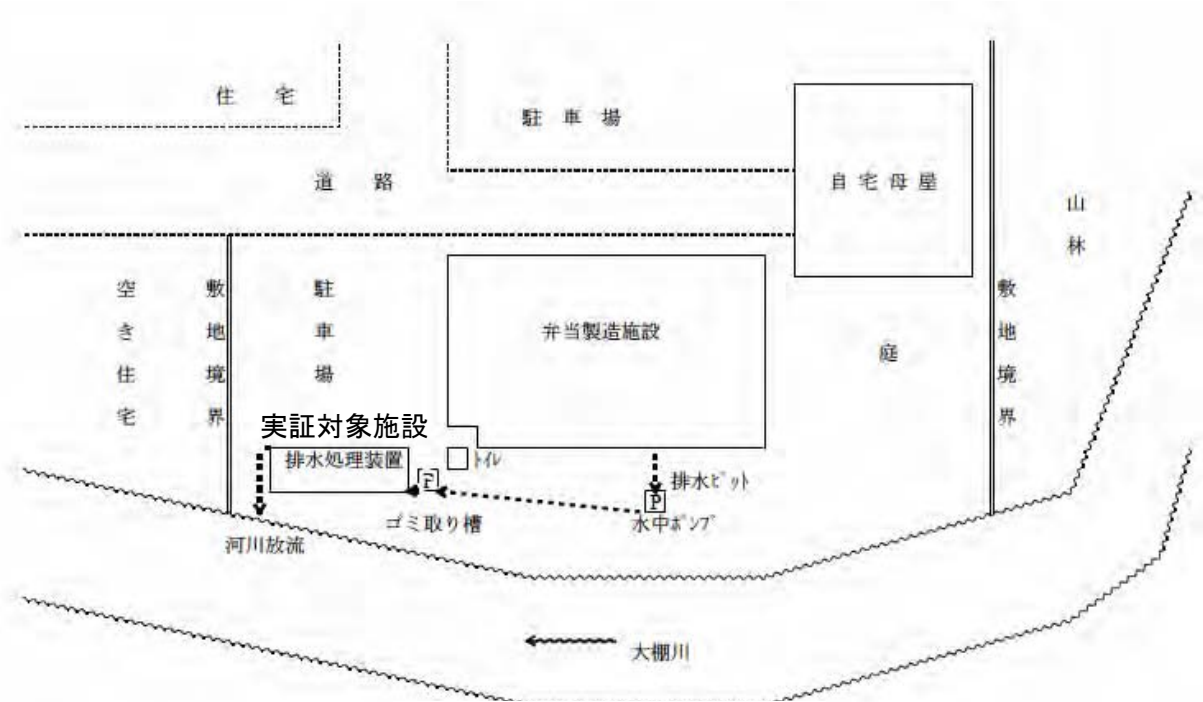 住宅
駐車場
道路
自宅母屋
山林
空き住宅
敷地境界
駐車場
弁当製造施設
庭
敷地境界
実証対象施設
排水処理装置
トイレ
P
排水ピット
P
ゴミ取り槽
水中ポンプ
河川放流
大棚川